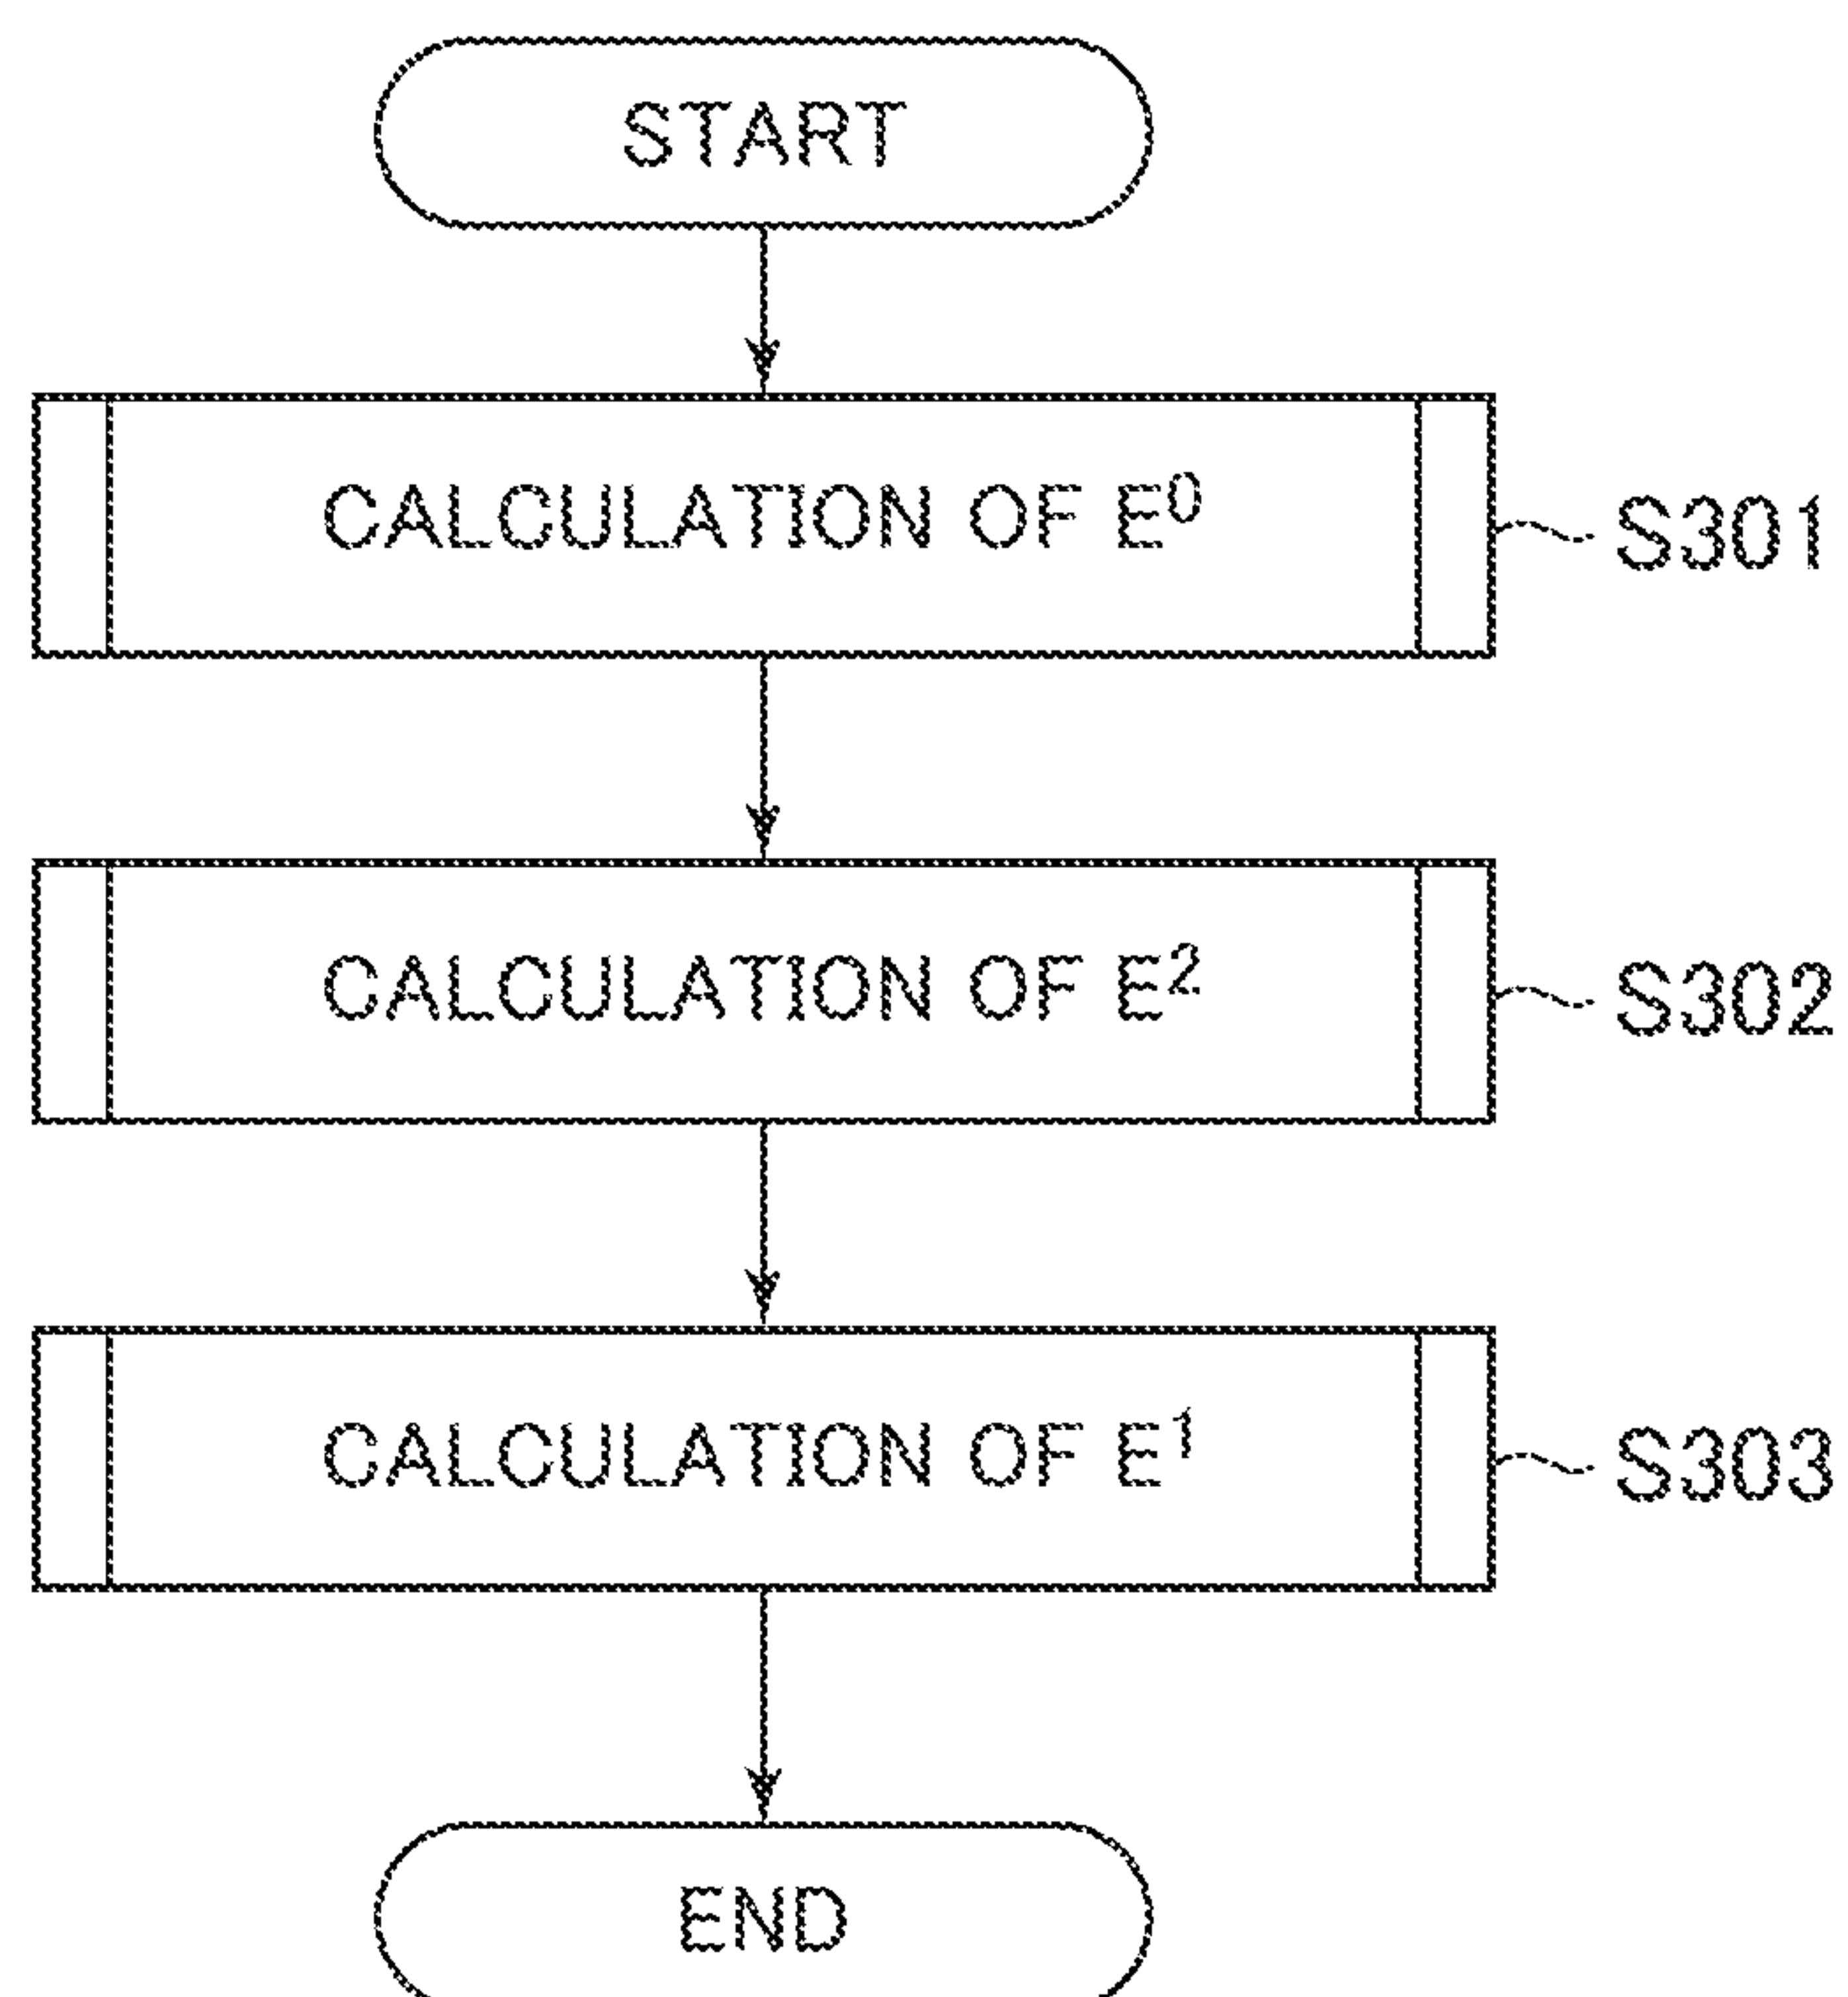 START
CALCULATION OF E⁰
S301
CALCULATION OF E²
S302
CALCULATION OF E¹
S303
END